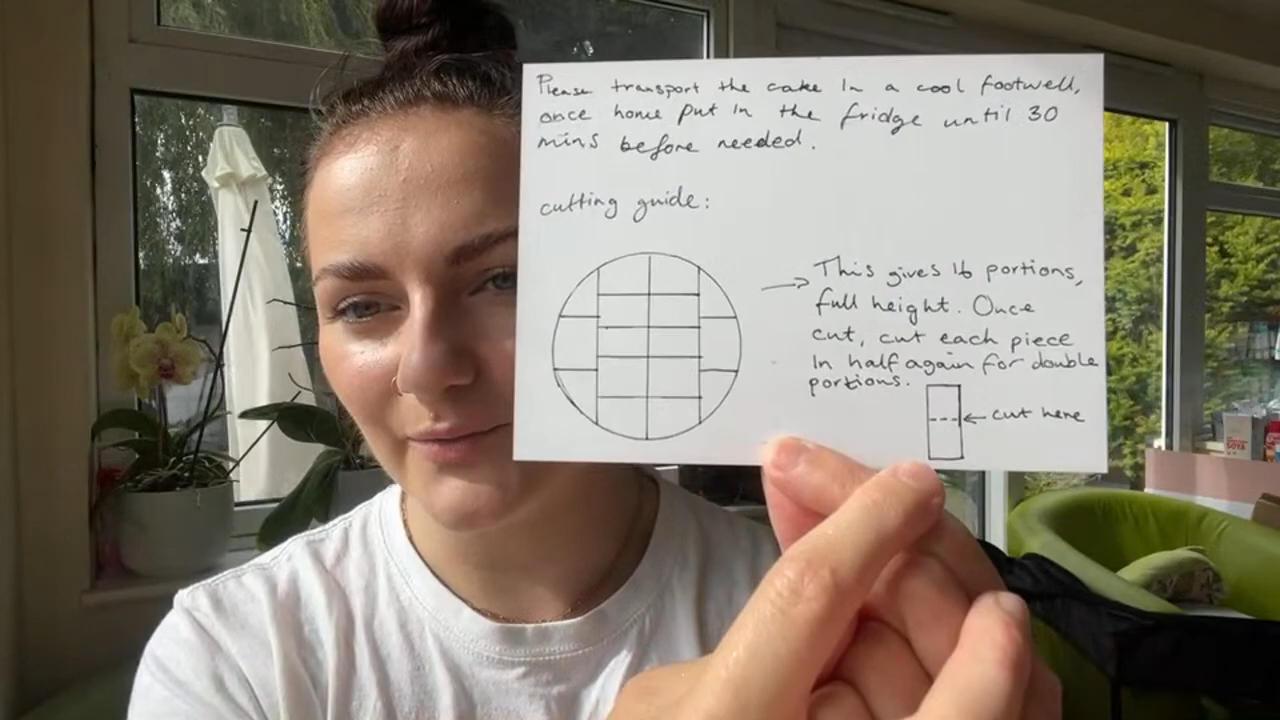 Please transport the cake in a cool footwell,
once home put in the fridge until 30
mins before needed.
cutting guide:
This gives 16 portions,
full height. Once
cut, cut each piece
in half again for double
portions.
cut here
SOYA